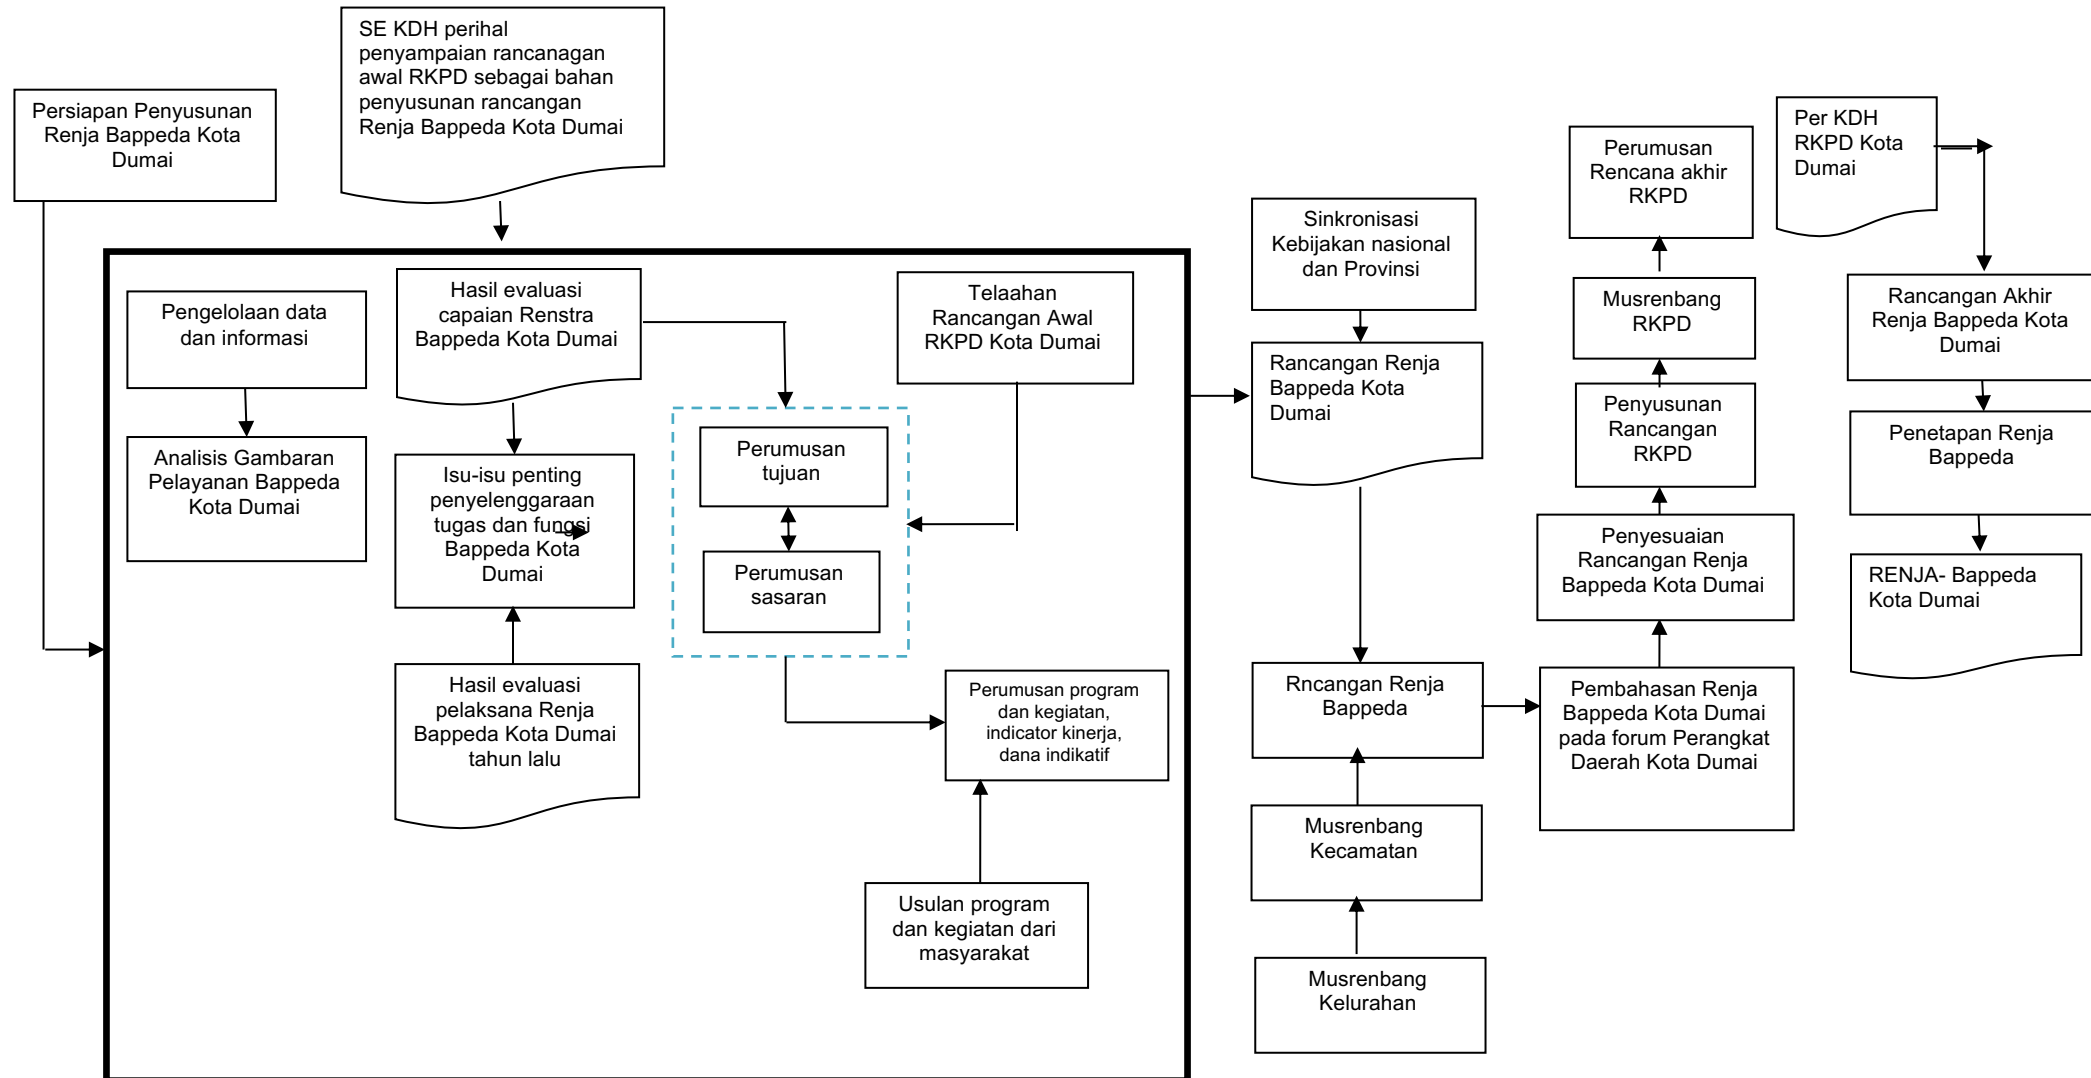 SE KDH perihal
penyampaian rancanagan
awal RKPD sebagai bahan
penyusunan rancangan
Renja Bappeda Kota Dumai
Persiapan Penyusunan
Renja Bappeda Kota
Dumai
Pengelolaan data
dan informasi
Analisis Gambaran
Pelayanan Bappeda
Kota Dumai
Hasil evaluasi
capaian Renstra
Bappeda Kota Dumai
Isu-isu penting
penyelenggaraan
tugas dan fungsi
Bappeda Kota
Dumai
Hasil evaluasi
pelaksana Renja
Bappeda Kota Dumai
tahun lalu
Perumusan
tujuan
Perumusan
sasaran
Telaahan
Rancangan Awal
RKPD Kota Dumai
Perumusan program
dan kegiatan,
indicator kinerja,
dana indikatif
Usulan program
dan kegiatan dari
masyarakat
Sinkronisasi
Kebijakan nasional
dan Provinsi
Rancangan Renja
Bappeda Kota
Dumai
Rncangan Renja
Bappeda
Musrenbang
Kecamatan
Musrenbang
Kelurahan
Perumusan
Rencana akhir
RKPD
Musrenbang
RKPD
Penyusunan
Rancangan
RKPD
Penyesuaian
Rancangan Renja
Bappeda Kota Dumai
Pembahasan Renja
Bappeda Kota Dumai
pada forum Perangkat
Daerah Kota Dumai
Per KDH
RKPD Kota
Dumai
Rancangan Akhir
Renja Bappeda Kota
Dumai
Penetapan Renja
Bappeda
RENJA- Bappeda
Kota Dumai